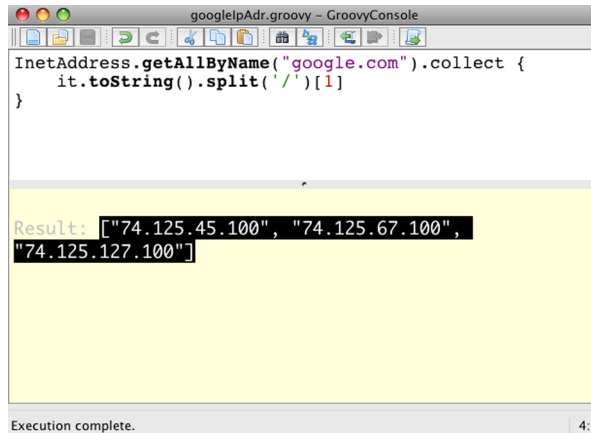 googleIpAdr.groovy – GroovyConsole
InetAddress.getAllByName("google.com").collect {
    it.toString().split('/')[1]
}
Result: ["74.125.45.100", "74.125.67.100",
"74.125.127.100"]
Execution complete.
4: